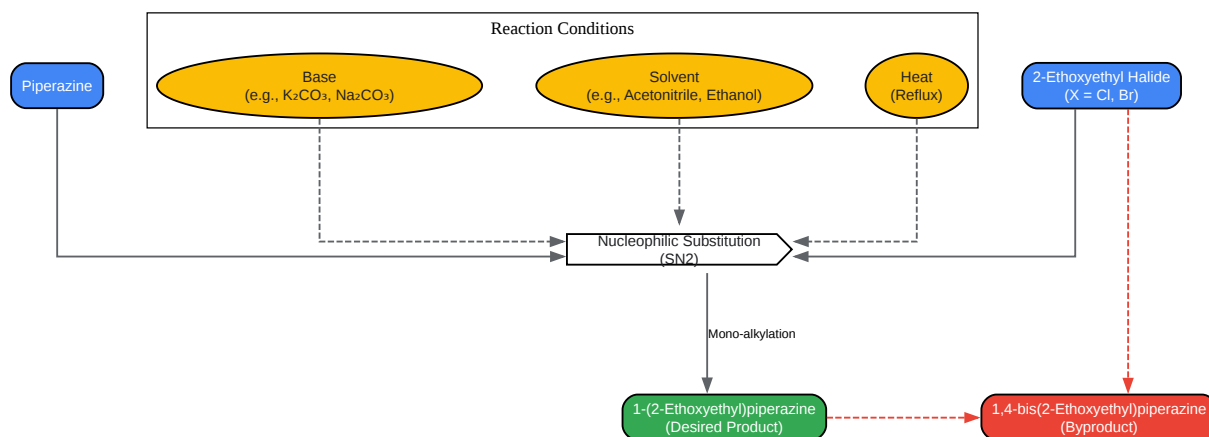 Reaction Conditions
Piperazine
Base
(e.g., K₂CO₃, Na₂CO₃)
Solvent
(e.g., Acetonitrile, Ethanol)
Heat
(Reflux)
2-Ethoxyethyl Halide
(X = Cl, Br)
Nucleophilic Substitution
(SN2)
Mono-alkylation
1-(2-Ethoxyethyl)piperazine
(Desired Product)
1,4-bis(2-Ethoxyethyl)piperazine
(Byproduct)